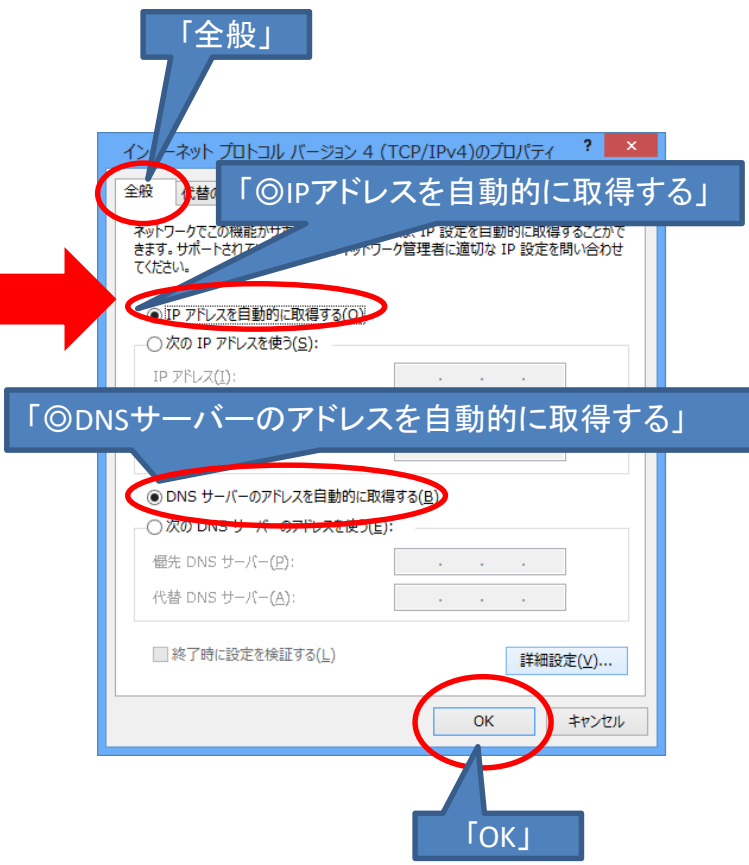 「全般」
インターネット プロトコル バージョン 4 (TCP/IPv4)のプロパティ ? ×
全般 代替の
「◎IPアドレスを自動的に取得する」
ネットワークでこの機能がサポ IP 設定を自動的に取得することがで
きます。サポートされて ネットワーク管理者に適切な IP 設定を問い合わせ
てください。
IP アドレスを自動的に取得する(O)
次の IP アドレスを使う(S):
IP アドレス(I):
「◎DNSサーバーのアドレスを自動的に取得する」
DNS サーバーのアドレスを自動的に取得する(B)
次の DNS サーバーのアドレスを使う(E):
優先 DNS サーバー(P):
代替 DNS サーバー(A):
終了時に設定を検証する(L)
詳細設定(V)...
OK キャンセル
「OK」